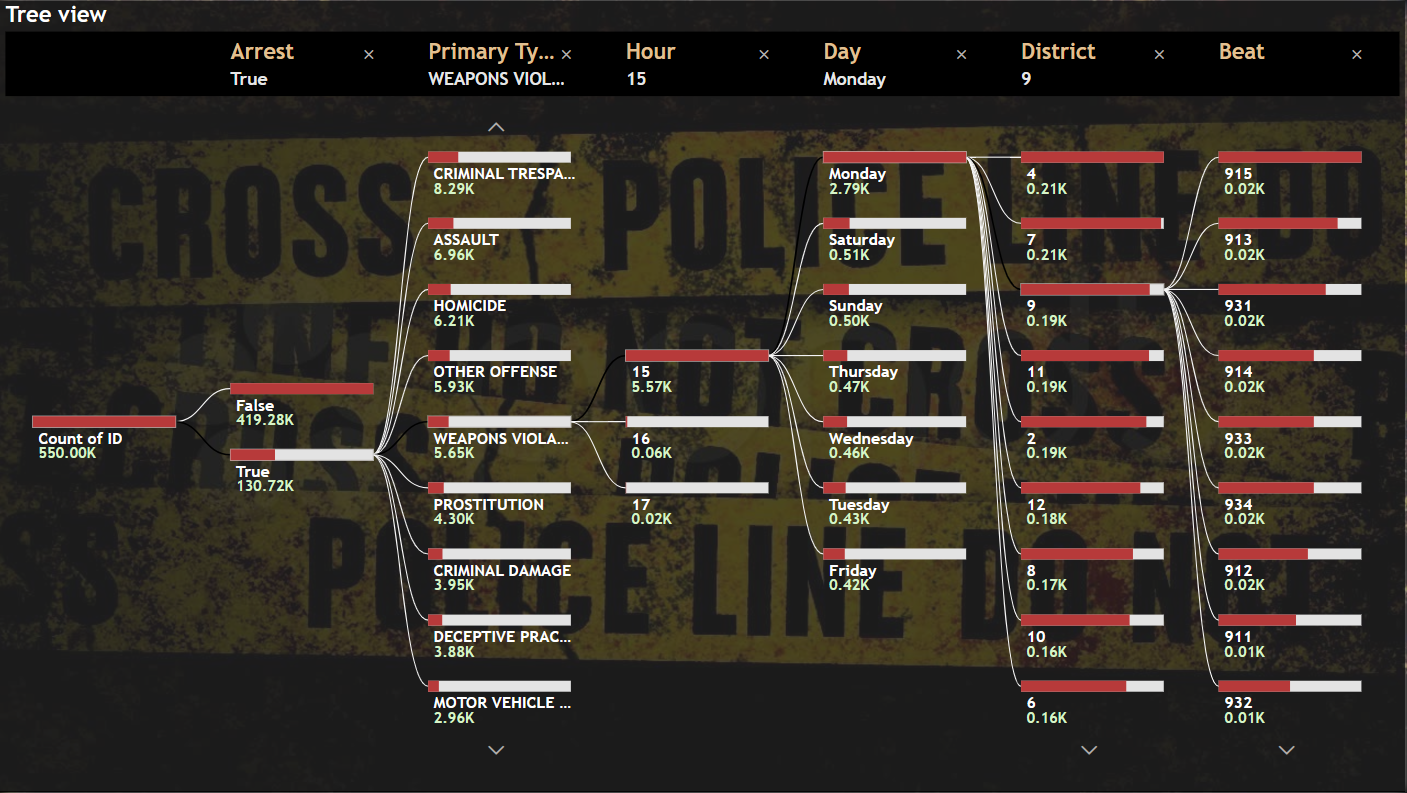 Tree view
Arrest
True
Primary Ty...
WEAPONS VIOL...
Hour
15
Day
Monday
District
9
Beat
Count of ID
550.00K
False
419.28K
True
130.72K
CRIMINAL TRESPA...
8.29K
ASSAULT
6.96K
HOMICIDE
6.21K
OTHER OFFENSE
5.93K
WEAPONS VIOLA...
5.65K
PROSTITUTION
4.30K
CRIMINAL DAMAGE
3.95K
DECEPTIVE PRAC...
3.88K
MOTOR VEHICLE ...
2.96K
15
5.57K
16
0.06K
17
0.02K
Monday
2.79K
Saturday
0.51K
Sunday
0.50K
Thursday
0.47K
Wednesday
0.46K
Tuesday
0.43K
Friday
0.42K
4
0.21K
7
0.21K
9
0.19K
11
0.19K
2
0.19K
12
0.18K
8
0.17K
10
0.16K
6
0.16K
915
0.02K
913
0.02K
931
0.02K
914
0.02K
933
0.02K
934
0.02K
912
0.02K
911
0.01K
932
0.01K
CROSS POLICE LINE DO
LINE DO NOT CROSS
POLICE LINE DO NOT